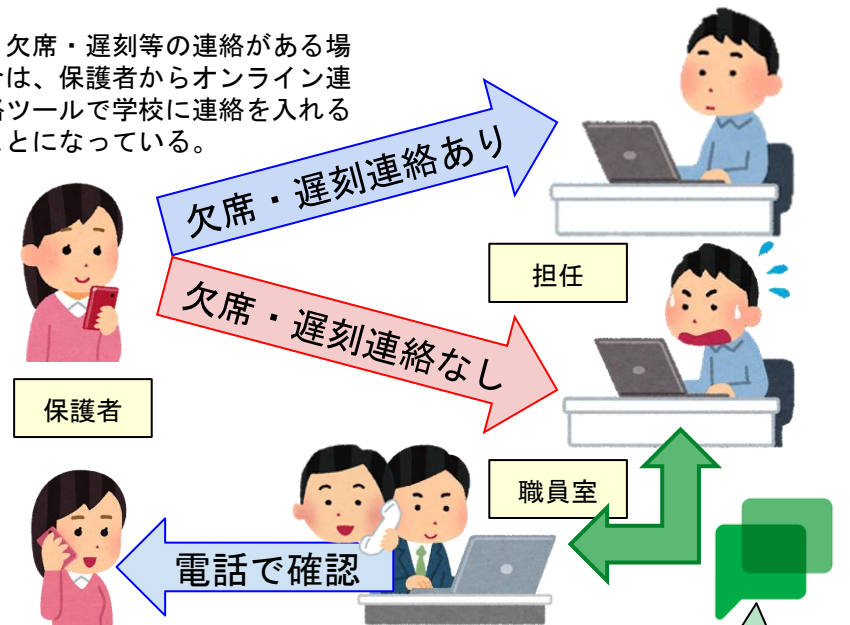 欠席・遅刻等の連絡がある場
は、保護者からオンライン連
絡ツールで学校に連絡を入れる
ことになっている。
欠席・遅刻連絡あり
担任
欠席・遅刻連絡なし
保護者
職員室
電話で確認